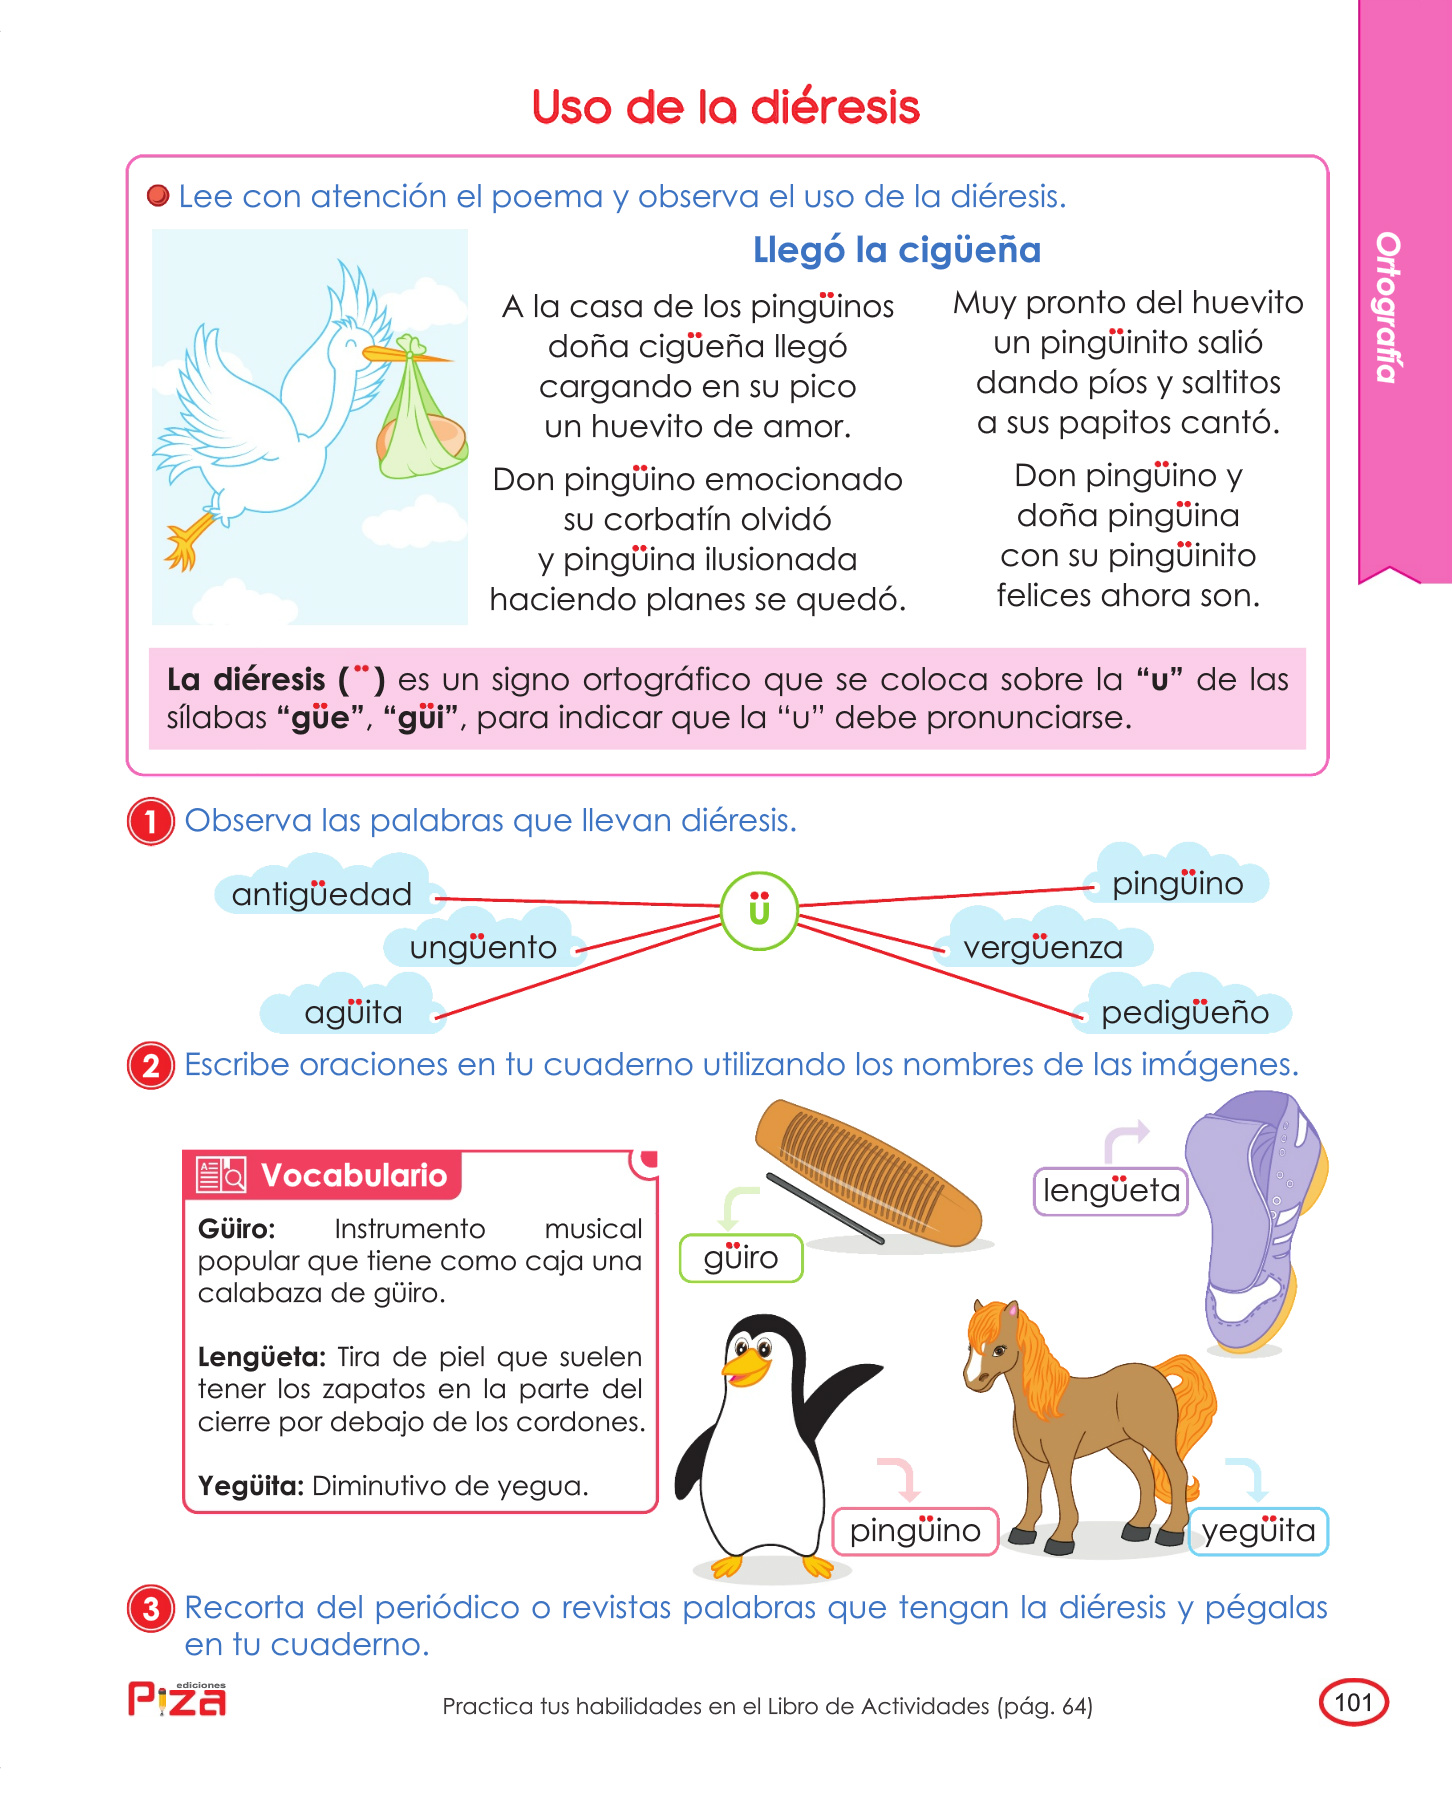 Uso de la diéresis
Ortografía
Lee con atención el poema y observa el uso de la diéresis.
Llegó la cigüeña
A la casa de los pingüinos
doña cigüeña llegó
cargando en su pico
un huevito de amor.
Don pingüino emocionado
su corbatín olvidó
y pingüina ilusionada
haciendo planes se quedó.
Muy pronto del huevito
un pingüinito salió
dando píos y saltitos
a sus papitos cantó.
Don pingüino y
doña pingüina
con su pingüinito
felices ahora son.
La diéresis ( ¨ ) es un signo ortográfico que se coloca sobre la “u” de las
sílabas “güe”, “güi”, para indicar que la “u” debe pronunciarse.
1 Observa las palabras que llevan diéresis.
antigüedad
ungüento
agüita
ü
pingüino
vergüenza
pedigüeño
2 Escribe oraciones en tu cuaderno utilizando los nombres de las imágenes.
Vocabulario
Güiro: Instrumento musical
popular que tiene como caja una
calabaza de güiro.
Lengüeta: Tira de piel que suelen
tener los zapatos en la parte del
cierre por debajo de los cordones.
Yegüita: Diminutivo de yegua.
güiro
lengüeta
pingüino
yegüita
3 Recorta del periódico o revistas palabras que tengan la diéresis y pégalas
en tu cuaderno.
ediciones
Piza
Practica tus habilidades en el Libro de Actividades (pág. 64)
101